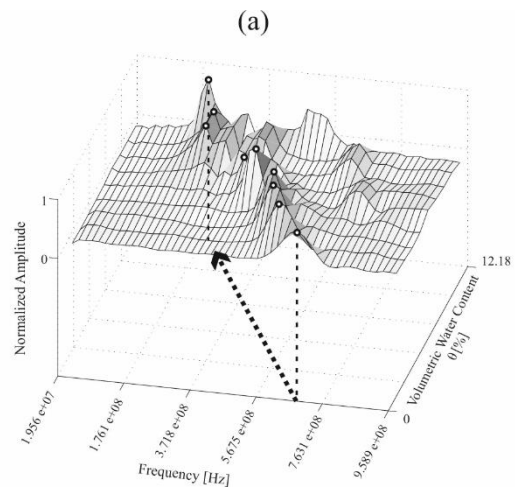 (a)
1
0
Normalized Amplitude
12.18
Volumetric Water Content
θ[%]
0
1.956 e+07
1.761 e+08
3.718 e+08
5.675 e+08
7.631 e+08
9.589 e+08
Frequency [Hz]